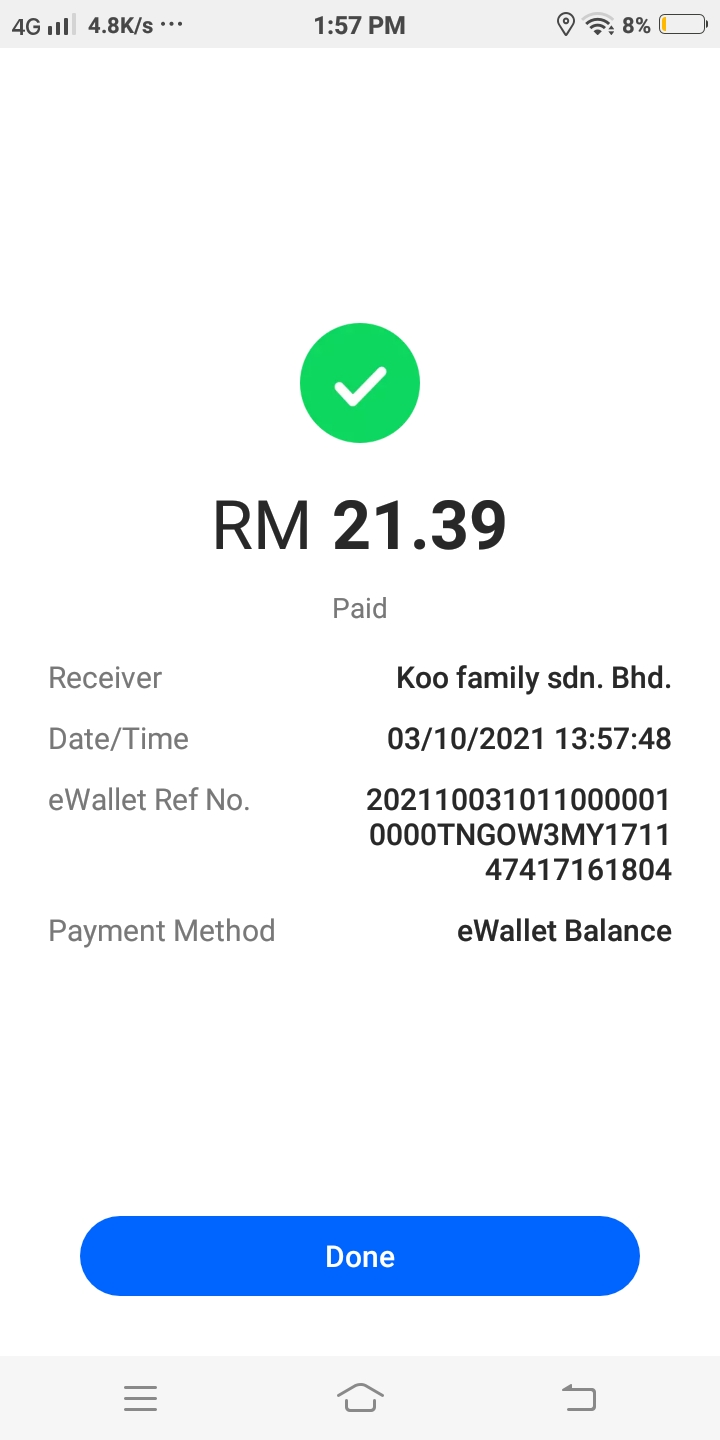 4G 4.8K/s ... 1:57 PM 8%
RM 21.39
Paid
Receiver Koo family sdn. Bhd.
Date/Time 03/10/2021 13:57:48
eWallet Ref No. 202110031011000001
0000TNGOW3MY1711
47417161804
Payment Method eWallet Balance
Done